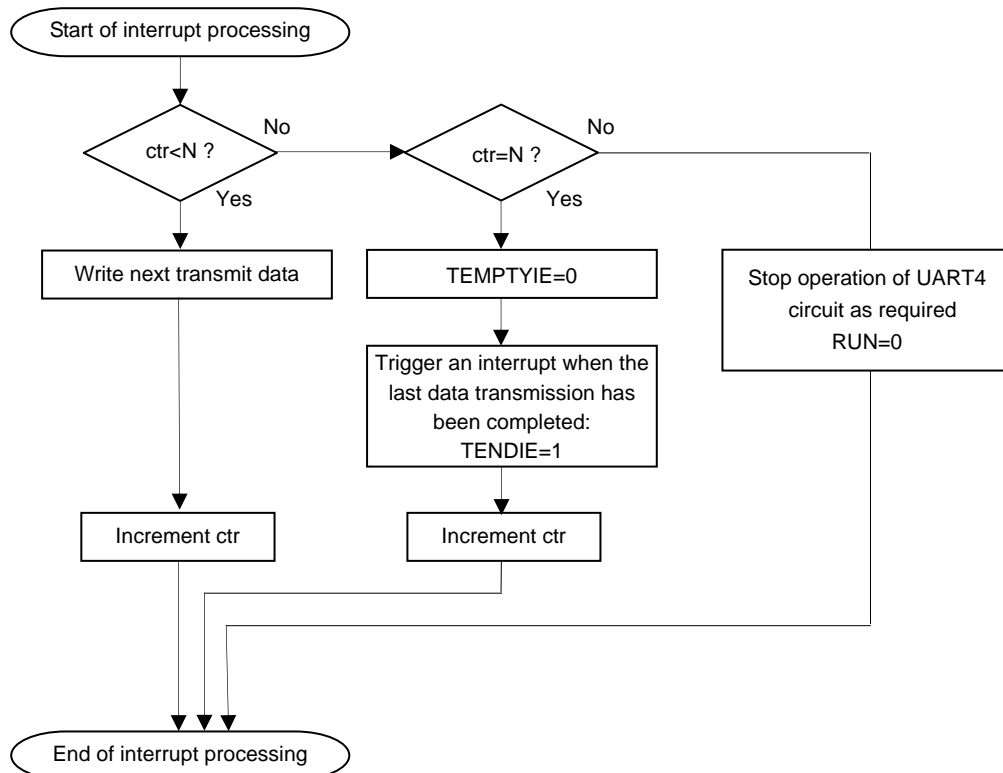 Start of interrupt processing
ctr<N ?
No
Yes
ctr=N ?
No
Yes
Write next transmit data
TEMPTYIE=0
Stop operation of UART4
circuit as required
RUN=0
Trigger an interrupt when the
last data transmission has
been completed:
TENDIE=1
Increment ctr
Increment ctr
End of interrupt processing